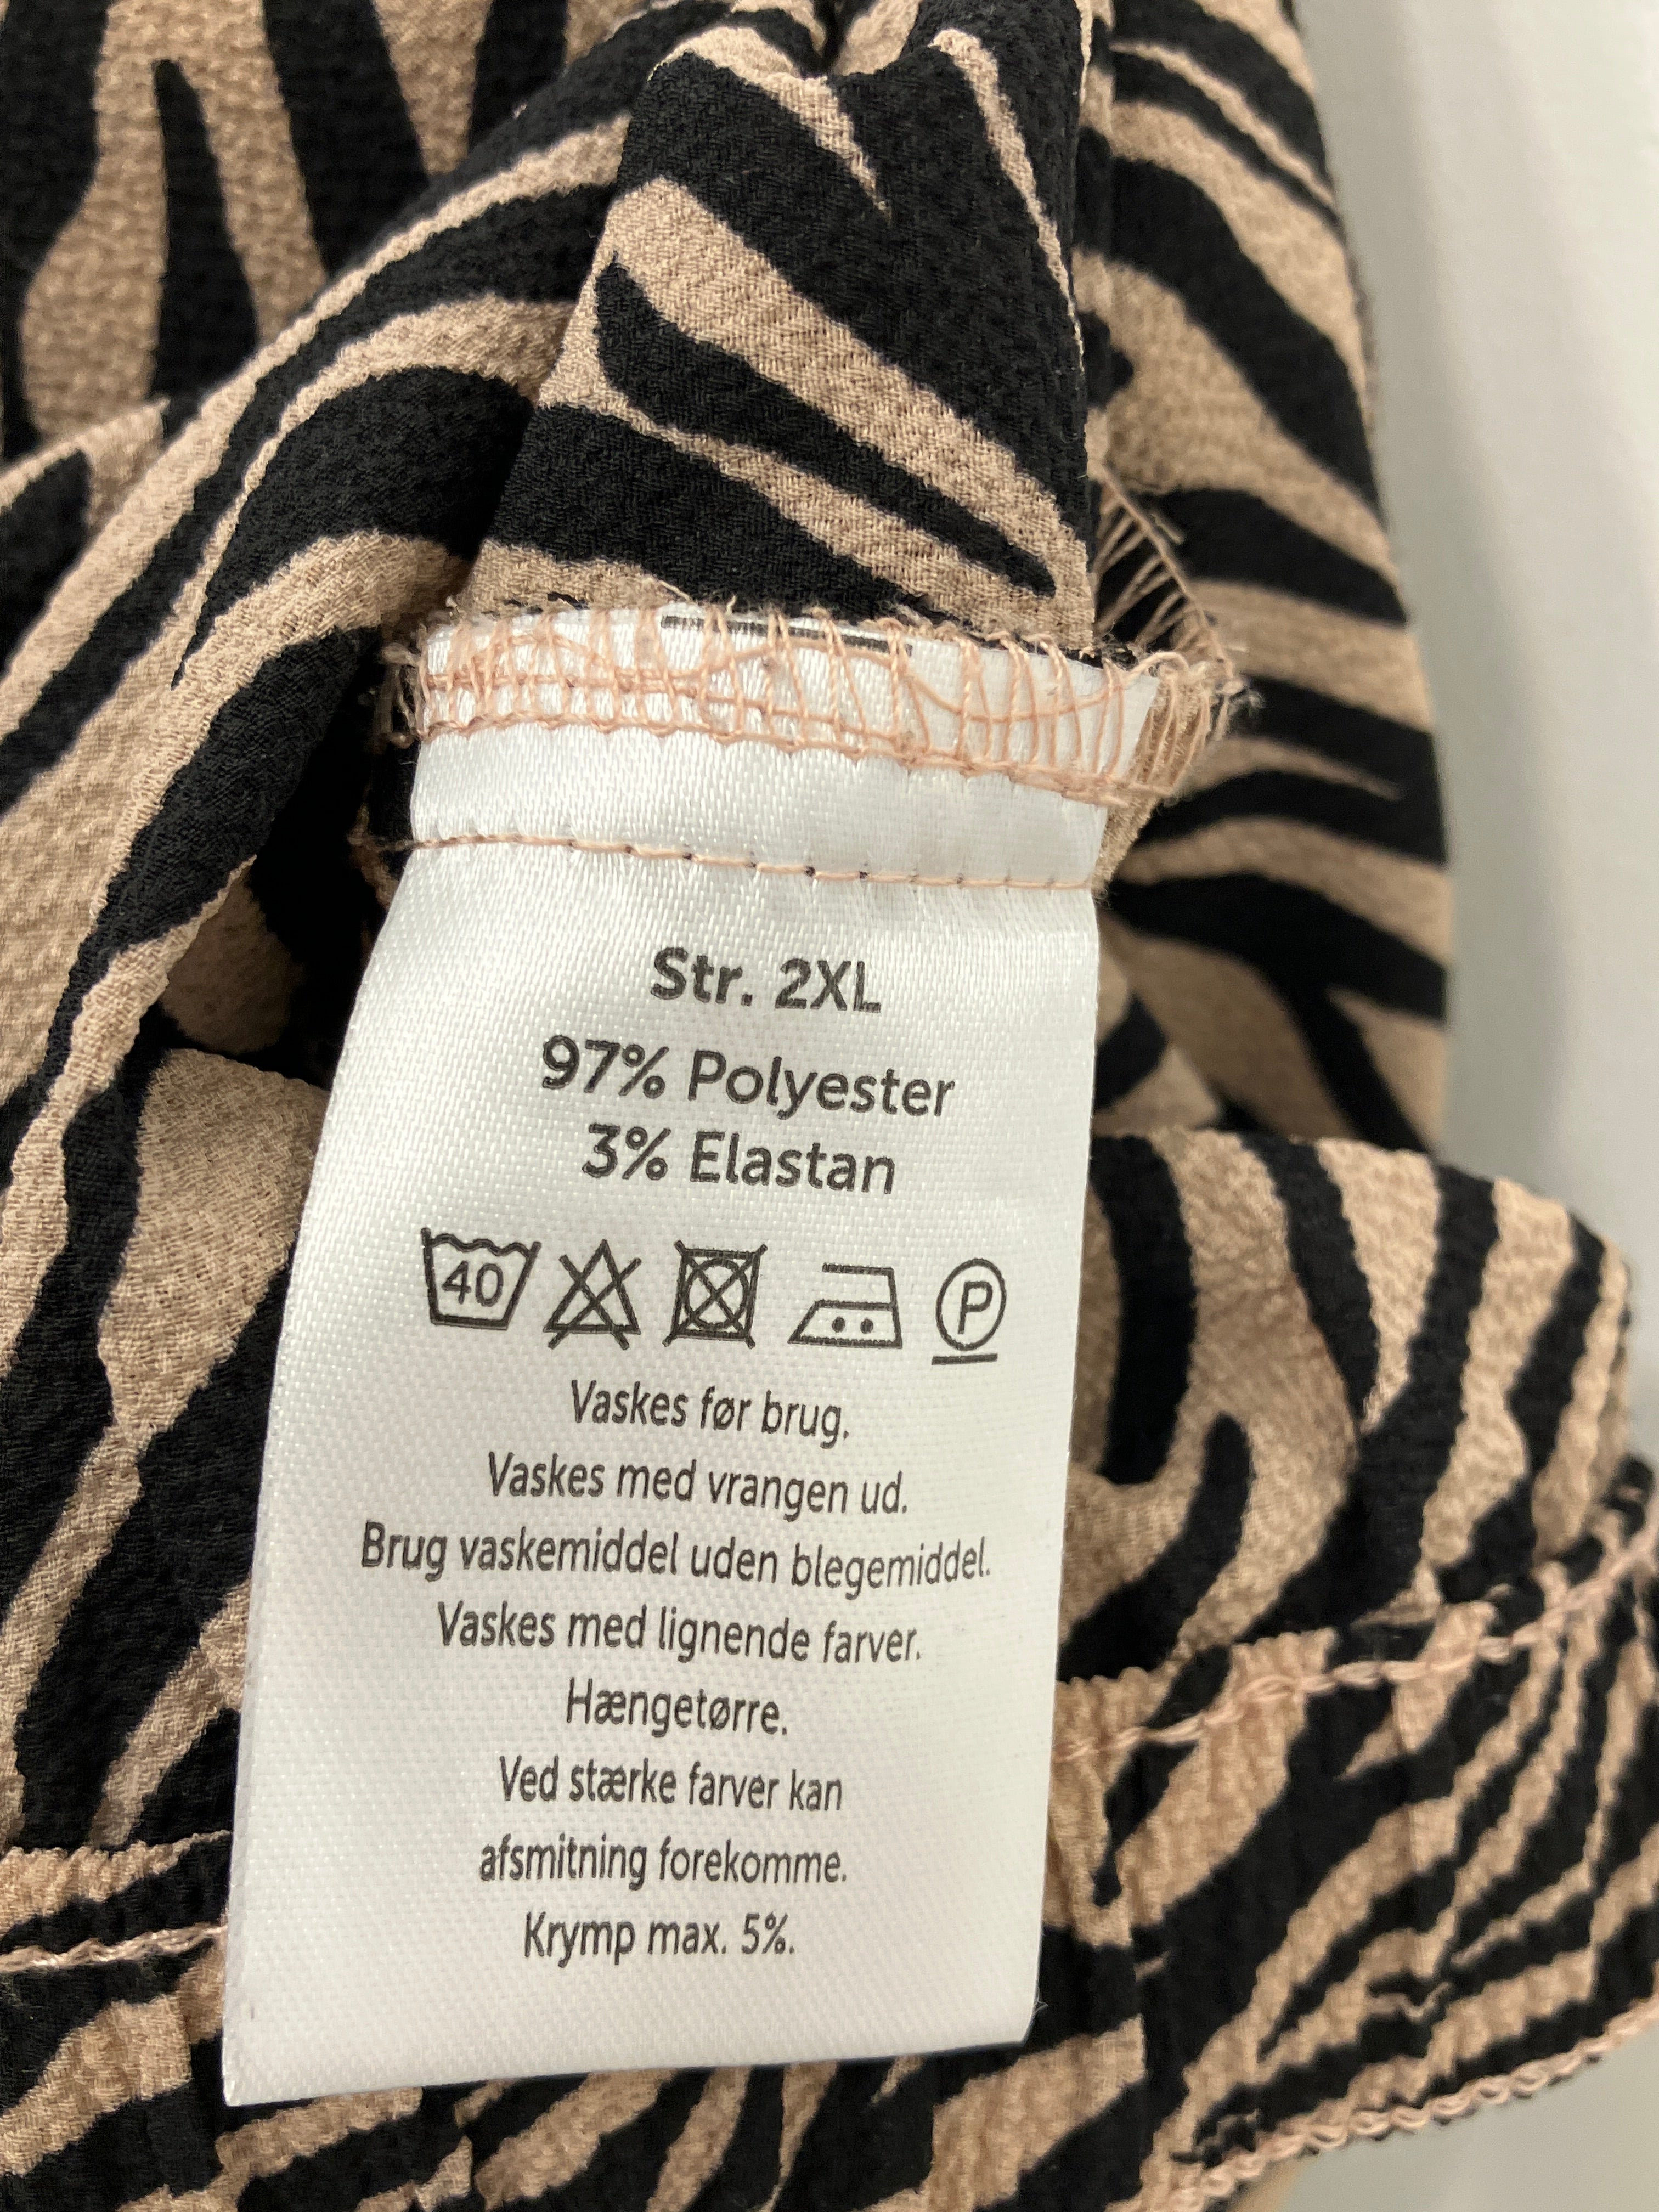 Str. 2XL
97% Polyester
3% Elastan
40 P
Vaskes før brug.
Vaskes med vrangen ud.
Brug vaskemiddel uden blegemiddel.
Vaskes med lignende farver.
Hængetørre.
Ved stærke farver kan
afsmitning forekomme.
Krymp max. 5%.